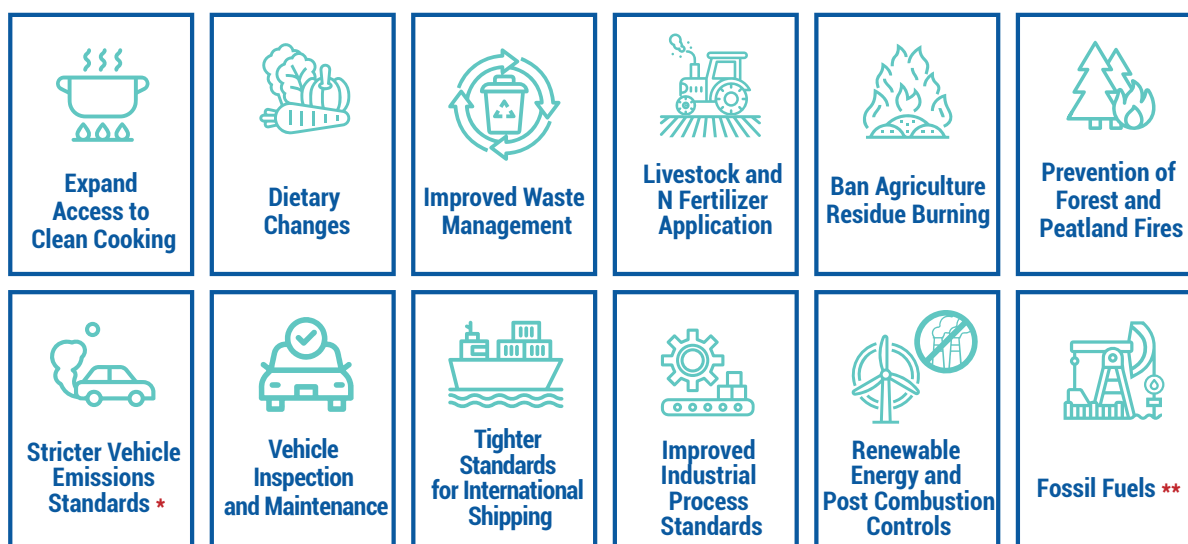 Expand
Access to
Clean Cooking
Dietary
Changes
Improved Waste
Management
Livestock and
N Fertilizer
Application
Ban Agriculture
Residue Burning
Prevention of
Forest and
Peatland Fires
Stricter Vehicle
Emissions
Standards *
Vehicle
Inspection
and Maintenance
Tighter
Standards
for International
Shipping
Improved
Industrial
Process
Standards
Renewable
Energy and
Post Combustion
Controls
Fossil Fuels **